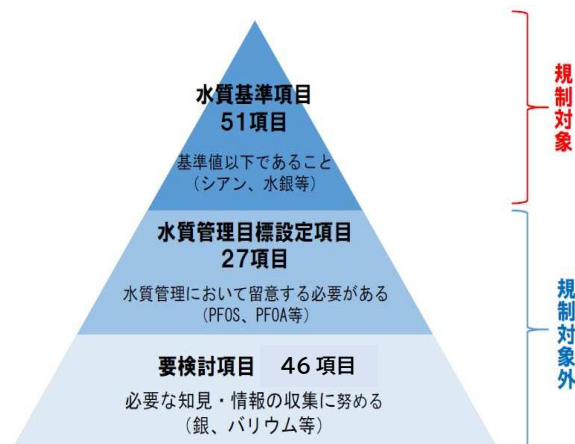 水質基準項目
51項目
基準値以下であること
(シアン、水銀等)
規制対象
水質管理目標設定項目
27項目
水質管理において留意する必要がある
(PFOS、PFOA等)
要検討項目 46項目
必要な知見・情報の収集に努める
(銀、バリウム等)
規制対象外